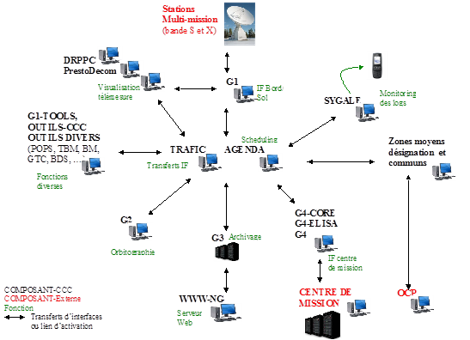 Stations
Multi-mission
(bande S et X)
DRPPC
PrestoDecom
Visualisation
télémesure
G1
IF Bord
Sol
SYGALE
Monitoring
des logs
G1-TOOLS,
OUTILS-CCC
OUTILS DIVERS
(POPS, TBM, BM,
GTC, BDS, …)
Fonctions
diverses
TRAFIC
Transferts IF
AGENDA
Scheduling
Zones moyens
désignation et
communs
G2
Orbitographie
G3
Archivage
G4-CORE
G4-ELISA
G4
IF centre
de mission
WWW-NG
Serveur
Web
CENTRE DE
MISSION
OCP
COMPOSANT-CCC
COMPOSANT-Externe
Fonction
Transferts d'interfaces
ou lien d'activation